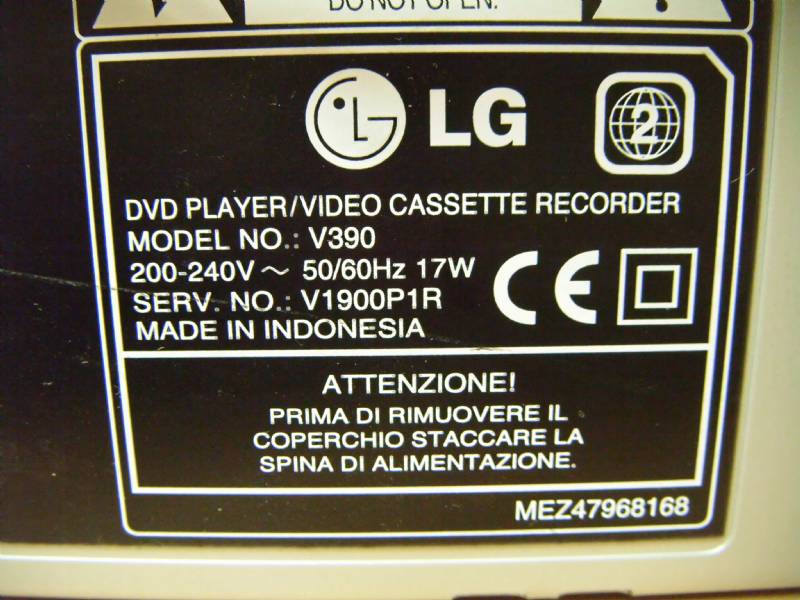 DO NOT OPEN.
LG
2
DVD PLAYER/VIDEO CASSETTE RECORDER
MODEL NO.: V390
200-240V ~ 50/60Hz 17W
SERV. NO.: V1900P1R
CE
MADE IN INDONESIA
ATTENZIONE!
PRIMA DI RIMUOVERE IL
COPERCHIO STACCARE LA
SPINA DI ALIMENTAZIONE.
MEZ47968168